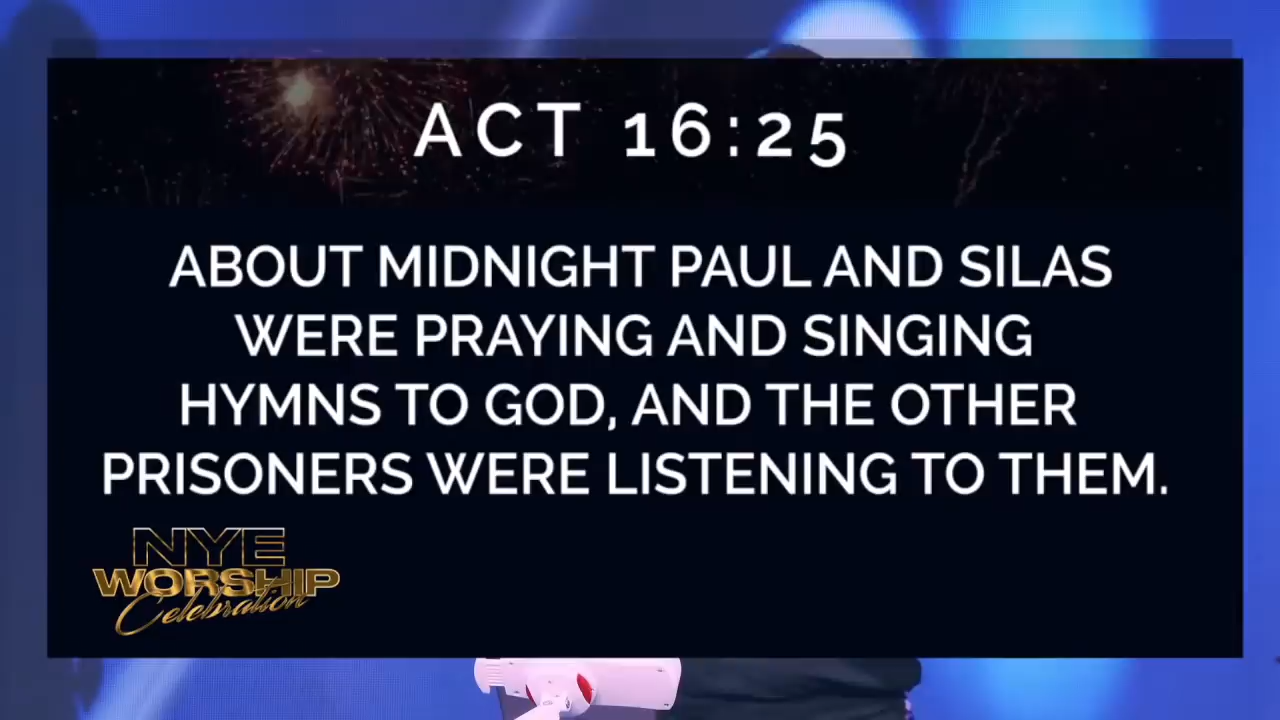 ACT 16:25
ABOUT MIDNIGHT PAUL AND SILAS
WERE PRAYING AND SINGING
HYMNS TO GOD, AND THE OTHER
PRISONERS WERE LISTENING TO THEM.
NYE
WORSHIP
Celebration